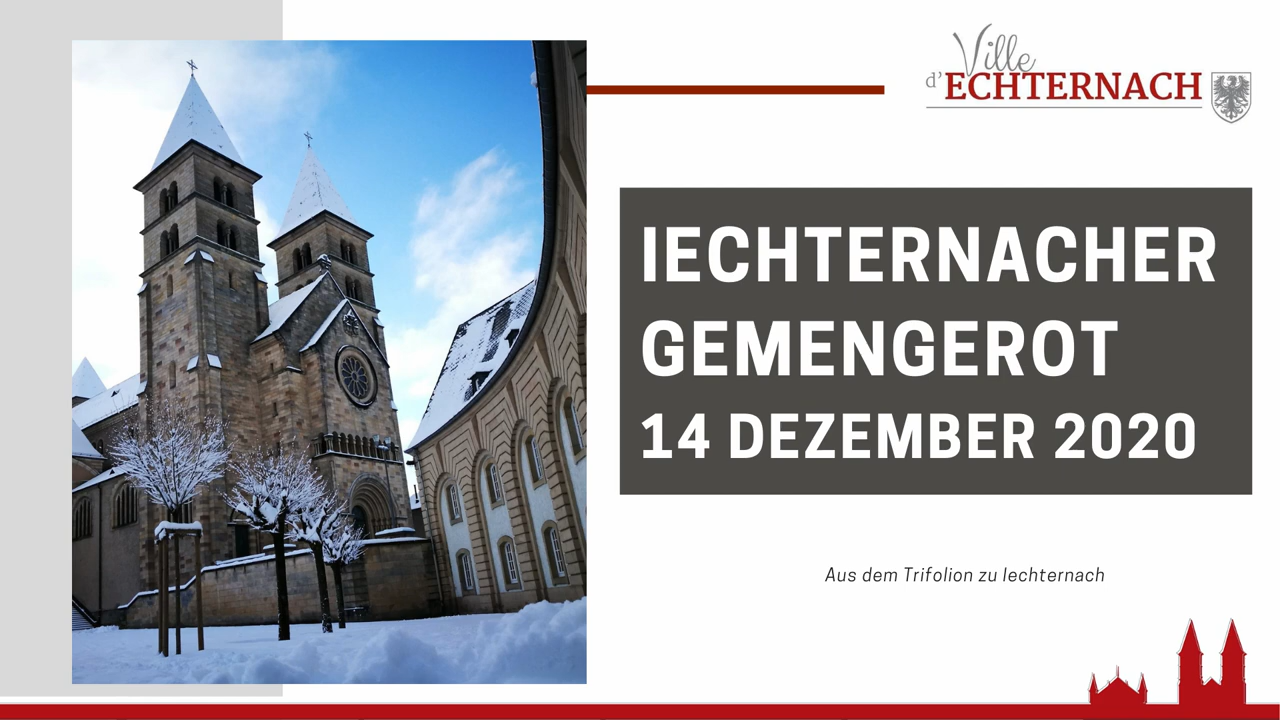 Ville
d'ECHTERNACH
IECHTERNACHER
GEMENGEROT
14 DEZEMBER 2020
Aus dem Trifolion zu Iechternach